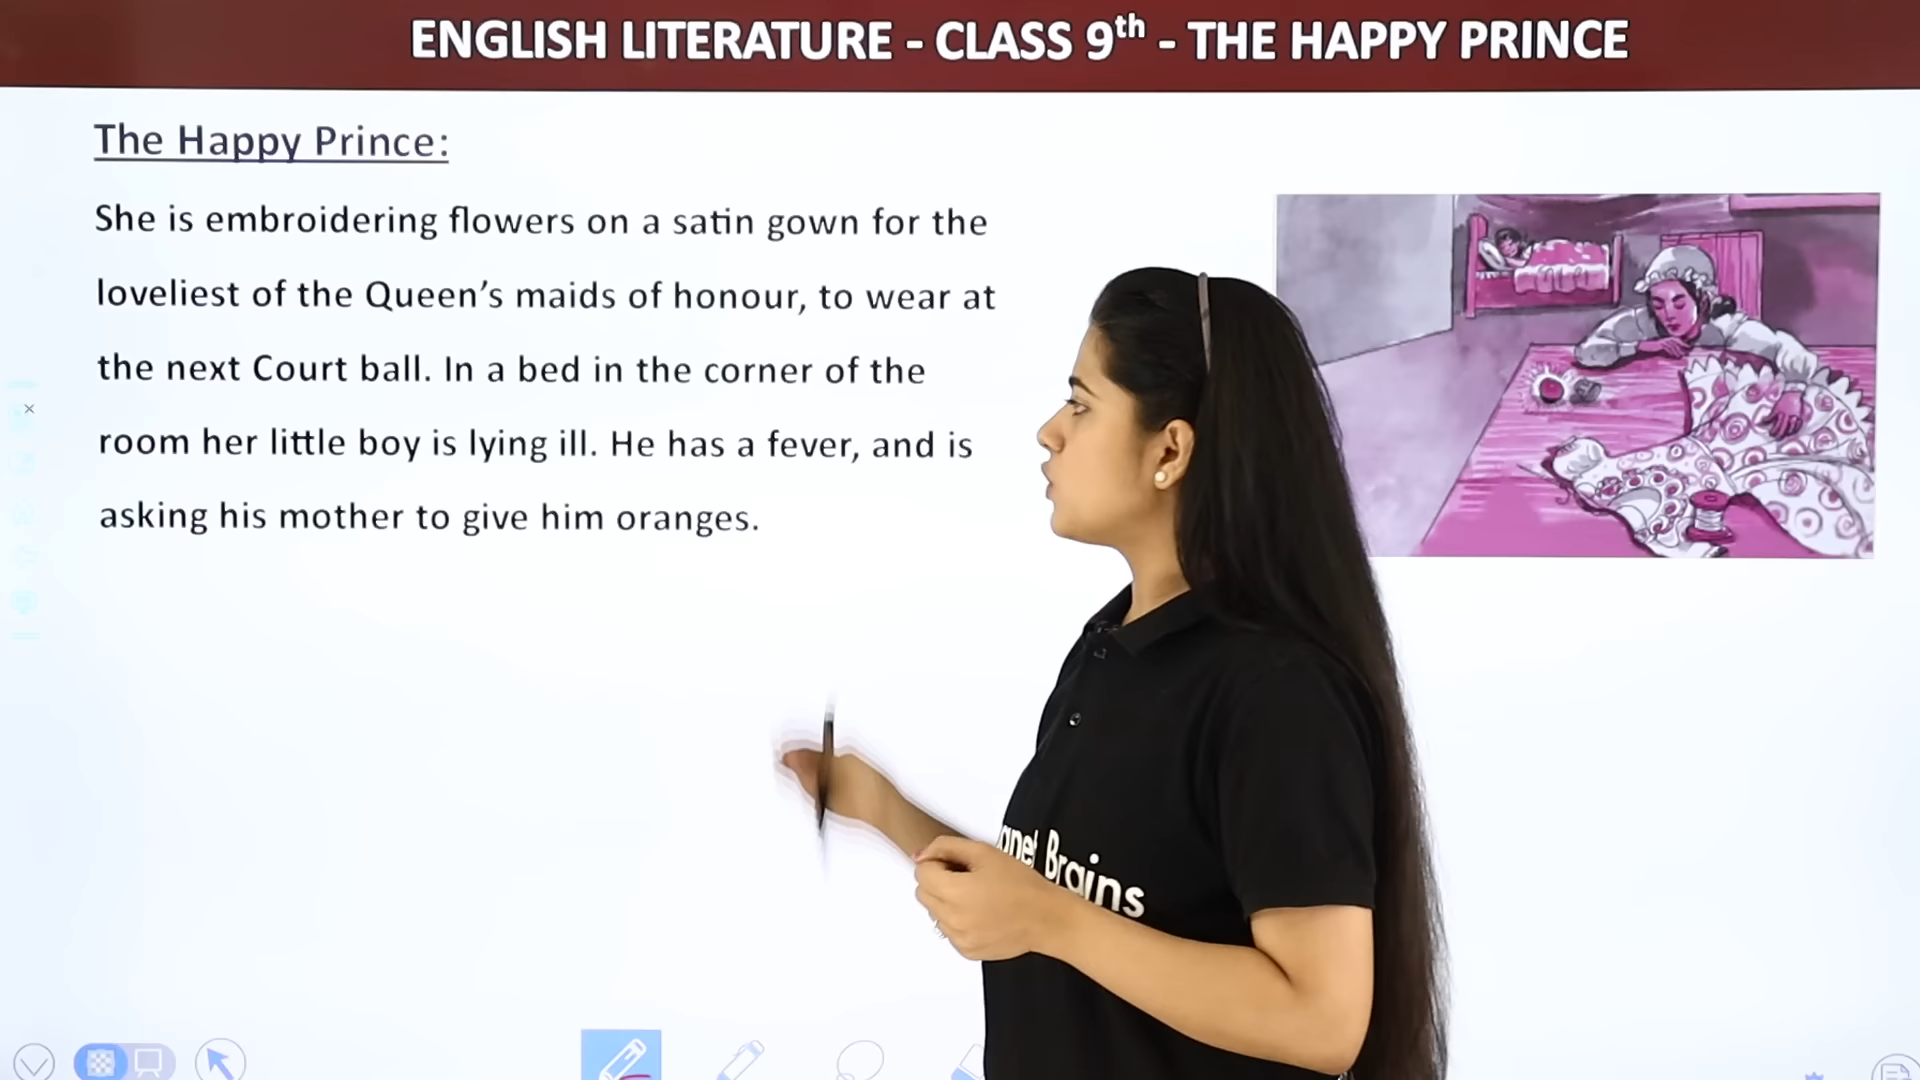 ENGLISH LITERATURE - CLASS 9th - THE HAPPY PRINCE
The Happy Prince:
She is embroidering flowers on a satin gown for the
loveliest of the Queen’s maids of honour, to wear at
the next Court ball. In a bed in the corner of the
room her little boy is lying ill. He has a fever, and is
asking his mother to give him oranges.
Brains